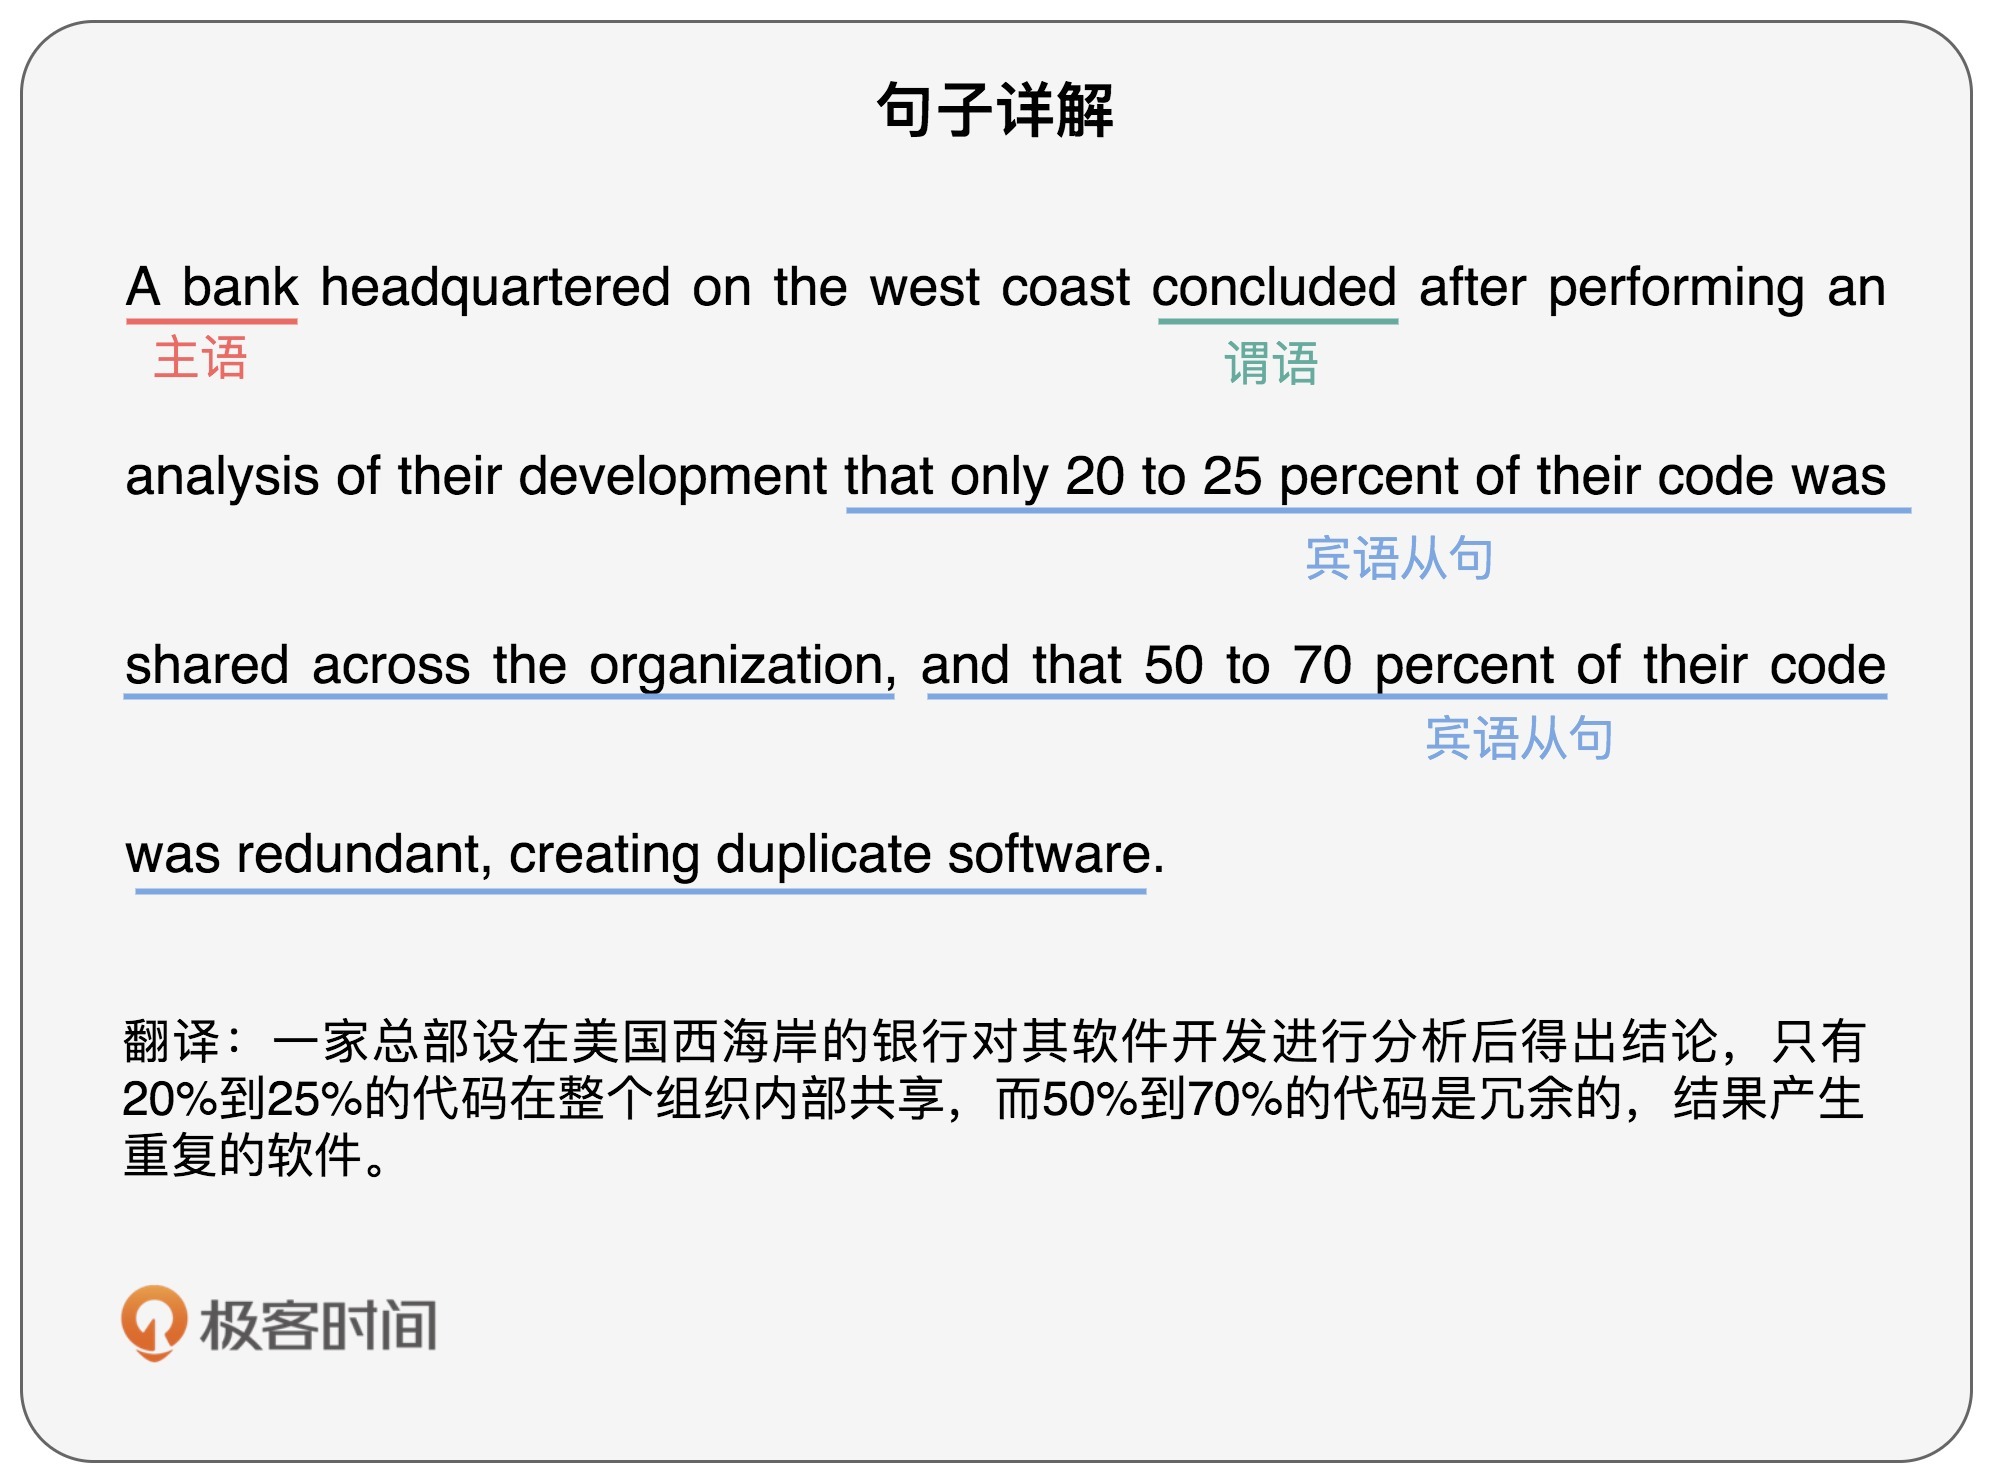 句子详解
A bank headquartered on the west coast concluded after performing an
主语
谓语
analysis of their development that only 20 to 25 percent of their code was
宾语从句
shared across the organization, and that 50 to 70 percent of their code
宾语从句
was redundant, creating duplicate software.
翻译：一家总部设在美国西海岸的银行对其软件开发进行分析后得出结论，只有
20%到25%的代码在整个组织内部共享，而50%到70%的代码是冗余的，结果产生
重复的软件。
极客时间